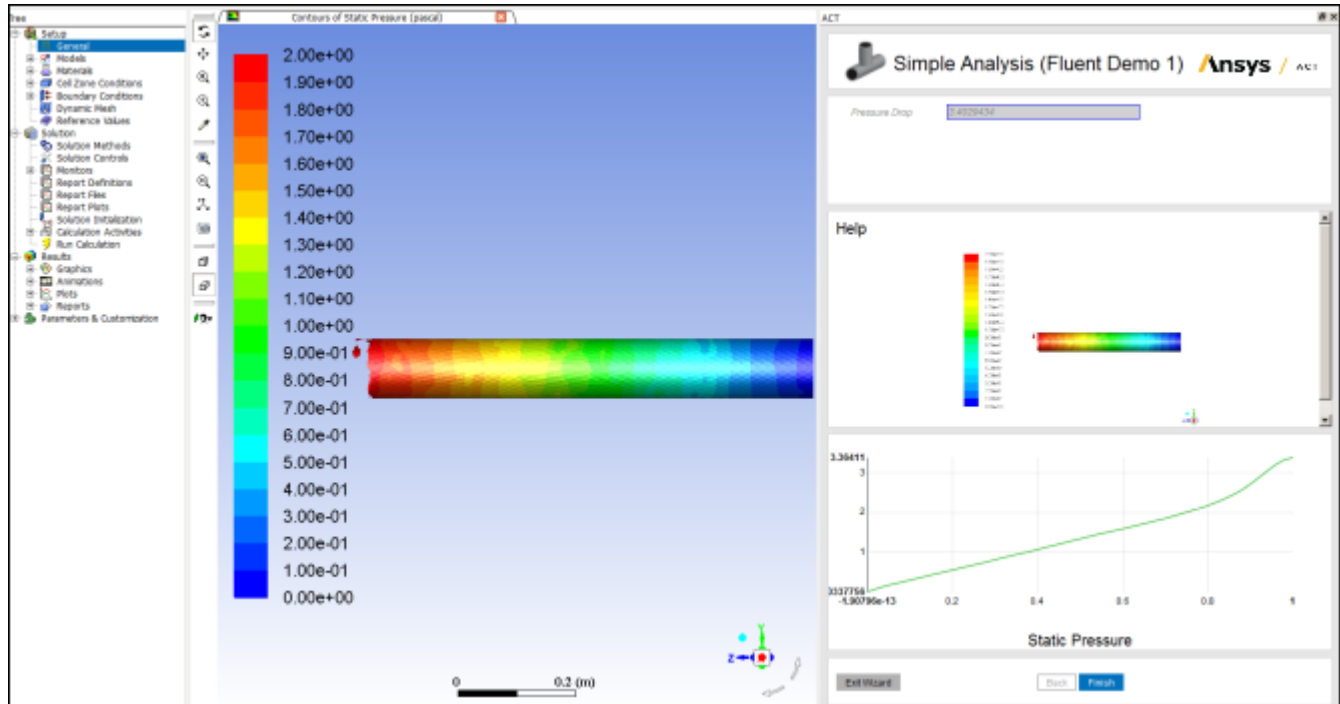 Tree
Contours of Static Pressure (pascal)
ACT
Setup
General
Models
Materials
Cell Zone Conditions
Boundary Conditions
Dynamic Mesh
Reference Values
Solution
Solution Methods
Solution Controls
Monitors
Report Definitions
Report Files
Report Plots
Solution Initialization
Calculation Activities
Run Calculation
Results
Graphics
Animations
Plots
Reports
Parameters & Customization
2.00e+00
1.90e+00
1.80e+00
1.70e+00
1.60e+00
1.50e+00
1.40e+00
1.30e+00
1.20e+00
1.10e+00
1.00e+00
9.00e-01
8.00e-01
7.00e-01
6.00e-01
5.00e-01
4.00e-01
3.00e-01
2.00e-01
1.00e-01
0.00e+00
Y
Z
0 0.2 (m)
Simple Analysis (Fluent Demo 1) Ansys / ACT
Pressure Drop 3.4029434
Help
3.36411
3
2
1
-1.90796e-13 0.2 0.4 0.6 0.8 1
Static Pressure
Exit Wizard Back Finish